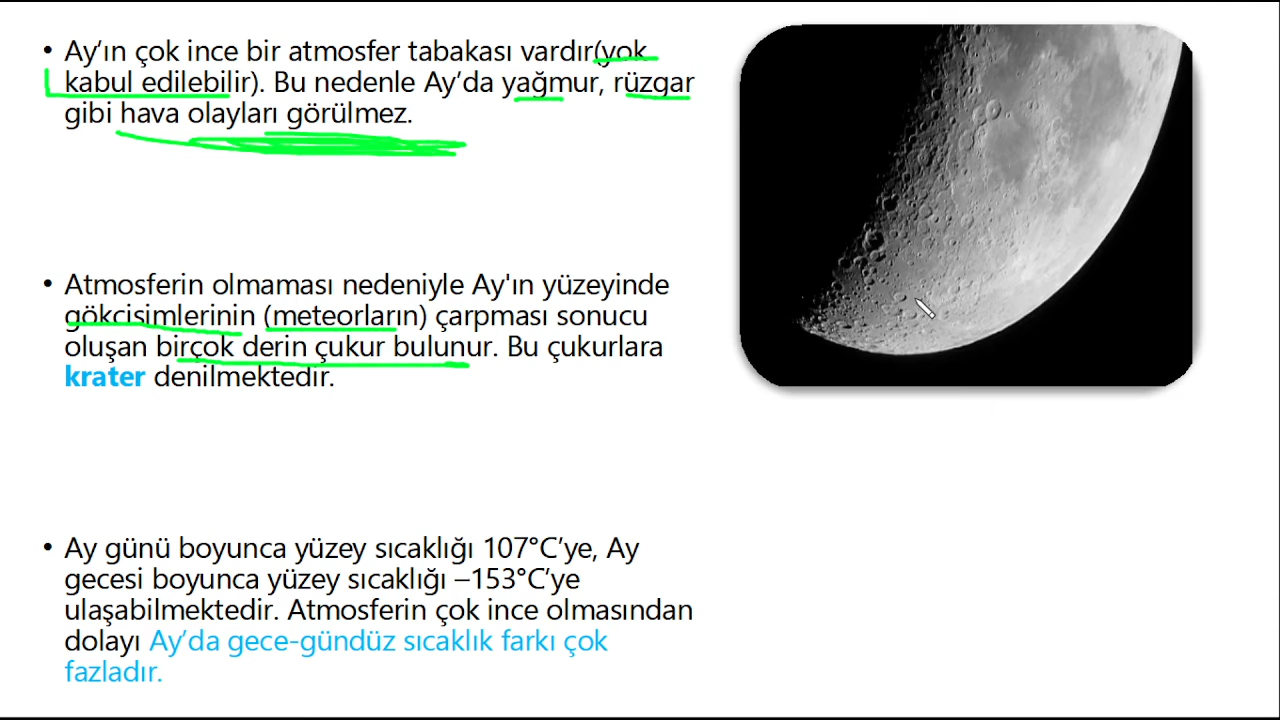 • Ay’ın çok ince bir atmosfer tabakası vardır(yok
kabul edilebilir). Bu nedenle Ay’da yağmur, rüzgar
gibi hava olayları görülmez.
• Atmosferin olmaması nedeniyle Ay'ın yüzeyinde
gökcisimlerinin (meteorların) çarpması sonucu
oluşan birçok derin çukur bulunur. Bu çukurlara
krater denilmektedir.
• Ay günü boyunca yüzey sıcaklığı 107°C’ye, Ay
gecesi boyunca yüzey sıcaklığı –153°C’ye
ulaşabilmektedir. Atmosferin çok ince olmasından
dolayı Ay’da gece-gündüz sıcaklık farkı çok
fazladır.